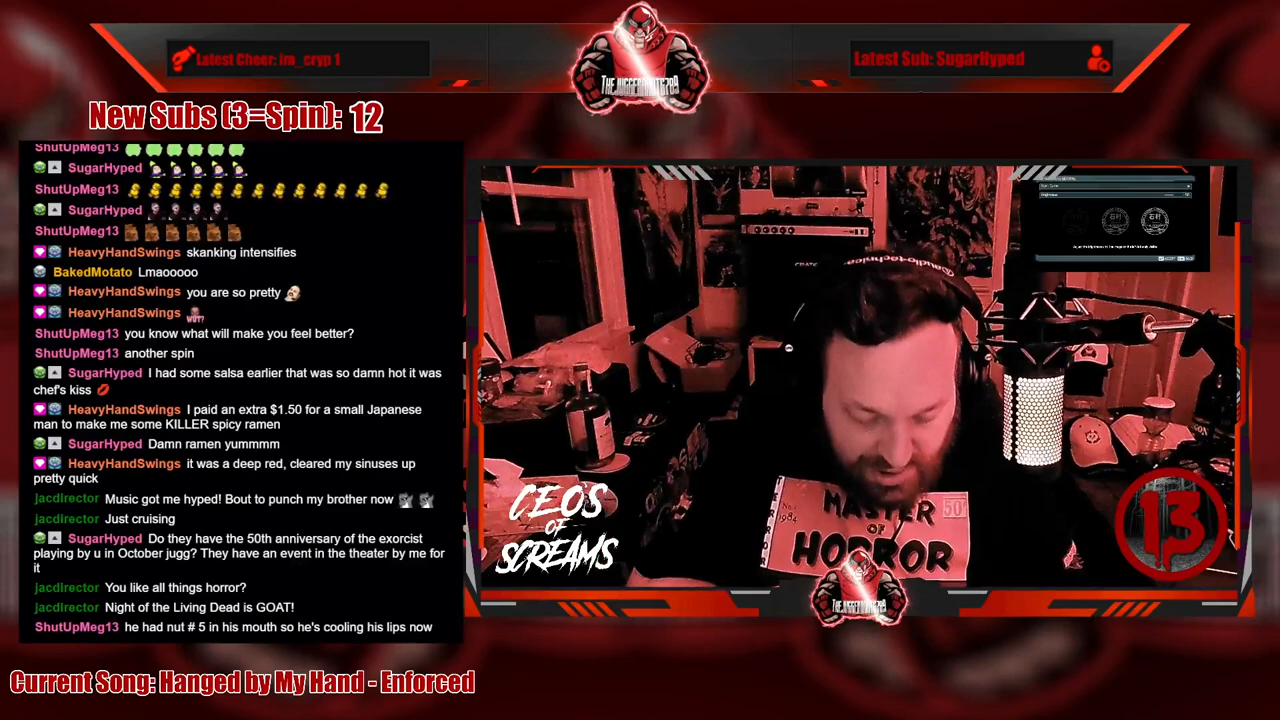 Latest Cheer: im_cryp 1
THEJUGGERNAUT6789
Latest Sub: SugarHyped
New Subs (3=Spin): 12
ShutUpMeg13
SugarHyped
ShutUpMeg13
SugarHyped
ShutUpMeg13
HeavyHandSwings skanking intensifies
BakedMotato Lmaooooo
HeavyHandSwings you are so pretty
HeavyHandSwings WUT?
ShutUpMeg13 you know what will make you feel better?
ShutUpMeg13 another spin
SugarHyped I had some salsa earlier that was so damn hot it was
chef's kiss
HeavyHandSwings I paid an extra $1.50 for a small Japanese
man to make me some KILLER spicy ramen
SugarHyped Damn ramen yummmm
HeavyHandSwings it was a deep red, cleared my sinuses up
pretty quick
jacdirector Music got me hyped! Bout to punch my brother now
jacdirector Just cruising
SugarHyped Do they have the 50th anniversary of the exorcist
playing by u in October jugg? They have an event in the theater by me for
it
jacdirector You like all things horror?
jacdirector Night of the Living Dead is GOAT!
ShutUpMeg13 he had nut # 5 in his mouth so he's cooling his lips now
audio-technica
CEOS
OF
SCREAMS
No.
1984
MASTER
OF
HORROR
50¢
13
Current Song: Hanged by My Hand - Enforced